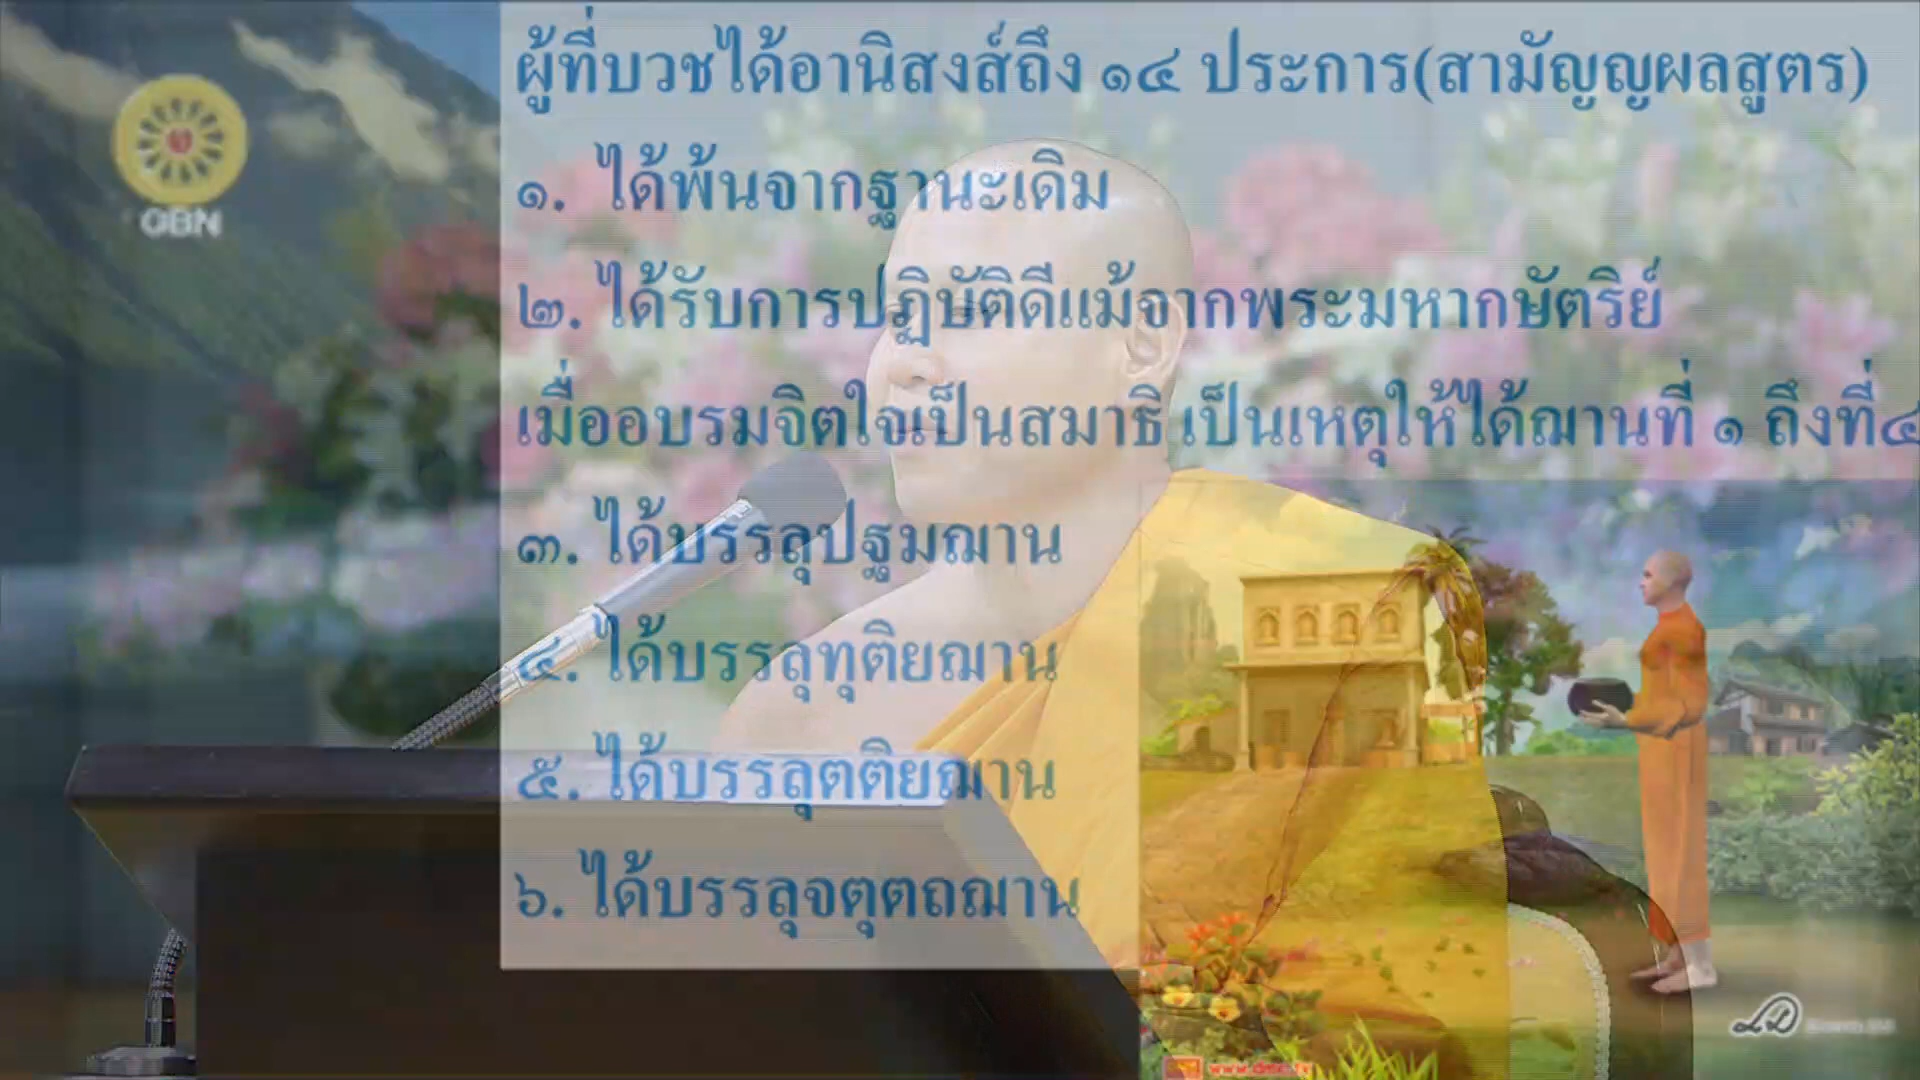 GBN
ผู้ที่บวชได้อานิสงส์ถึง ๑๔ ประการ(สามัญญผลสูตร)
๑. ได้พ้นจากฐานะเดิม
๒. ได้รับการปฏิบัติดีแม้จากพระมหากษัตริย์
เมื่ออบรมจิตใจเป็นสมาธิ เป็นเหตุให้ได้ฌานที่ ๑ ถึงที่๔
๓. ได้บรรลุปฐมฌาน
๔. ได้บรรลุทุติยฌาน
๕. ได้บรรลุตติยฌาน
๖. ได้บรรลุจตุตถฌาน
www.dmc.tv